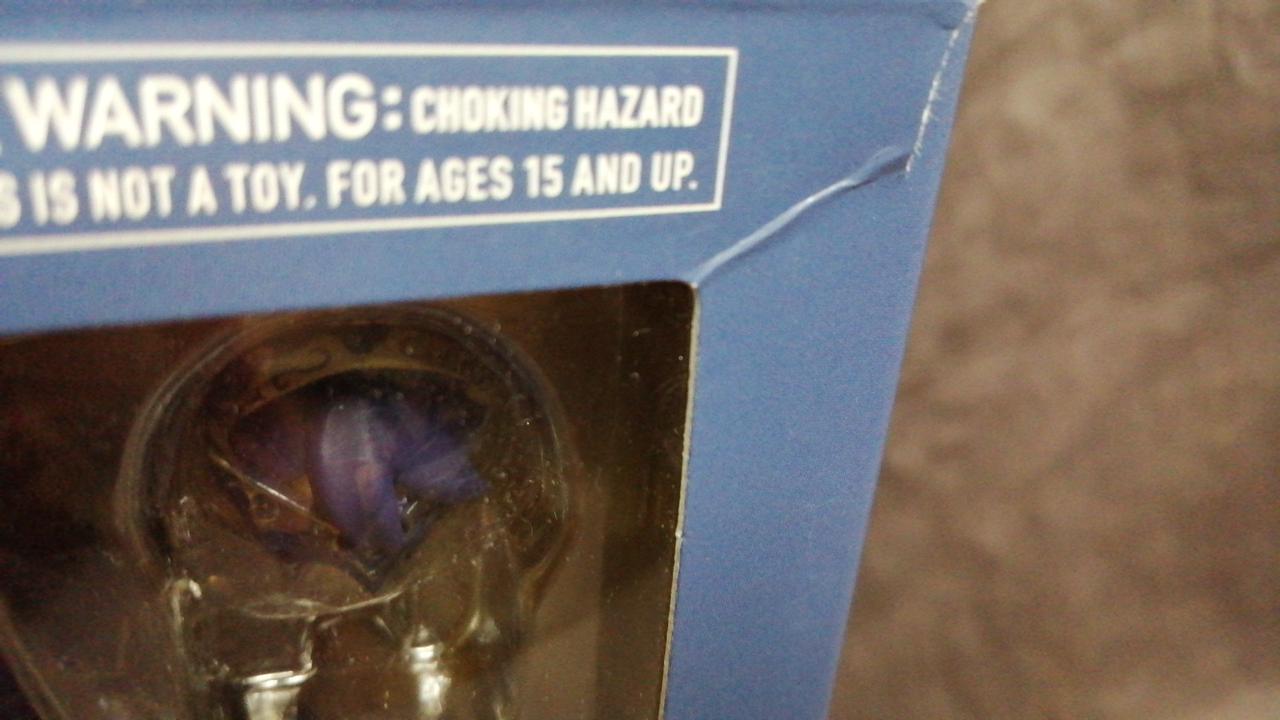 WARNING: CHOKING HAZARD
S IS NOT A TOY. FOR AGES 15 AND UP.